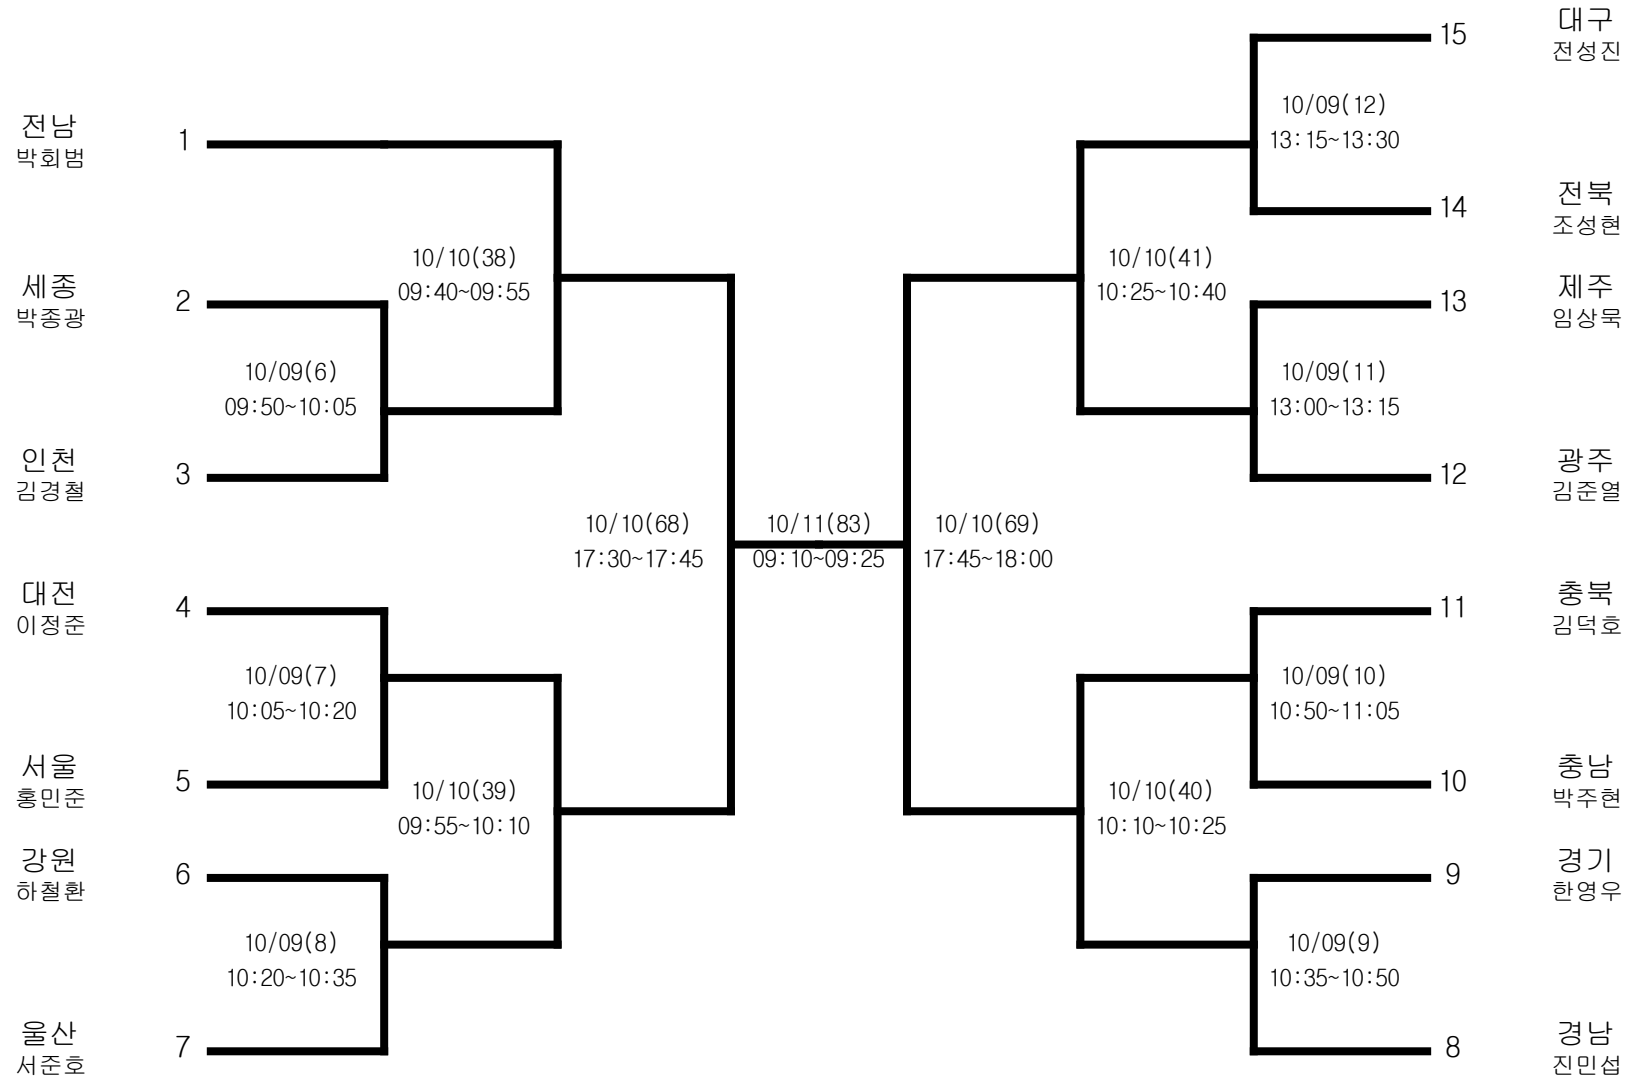 대구
15
전성진
10/09(12)
13:15~13:30
전남
1
박회범
전북
14
조성현
10/10(38)
09:40~09:55
10/10(41)
10:25~10:40
세종
2
박종광
제주
13
임상묵
10/09(6)
09:50~10:05
10/09(11)
13:00~13:15
인천
3
김경철
광주
12
김준열
10/10(68)
17:30~17:45
10/11(83)
09:10~09:25
10/10(69)
17:45~18:00
대전
4
이정준
충북
11
김덕호
10/09(7)
10:05~10:20
10/09(10)
10:50~11:05
서울
5
홍민준
충남
10
박주현
10/10(39)
09:55~10:10
10/10(40)
10:10~10:25
강원
6
하철환
경기
9
한영우
10/09(8)
10:20~10:35
10/09(9)
10:35~10:50
울산
7
서준호
경남
8
진민섭